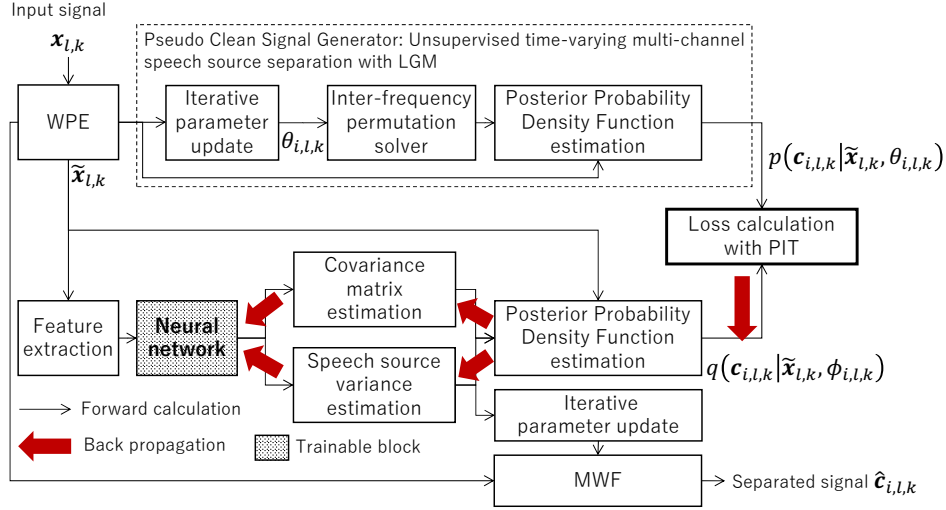 Input signal
x_{l,k}
Pseudo Clean Signal Generator: Unsupervised time-varying multi-channel
speech source separation with LGM
WPE
Iterative
parameter
update
θ_{i,l,k}
Inter-frequency
permutation
solver
Posterior Probability
Density Function
estimation
x̃_{l,k}
p(c_{i,l,k}|x̃_{l,k}, θ_{i,l,k})
Loss calculation
with PIT
Feature
extraction
Neural
network
Covariance
matrix
estimation
Speech source
variance
estimation
Posterior Probability
Density Function
estimation
q(c_{i,l,k}|x̃_{l,k}, ϕ_{i,l,k})
Forward calculation
Back propagation
Trainable block
Iterative
parameter update
MWF
Separated signal ĉ_{i,l,k}